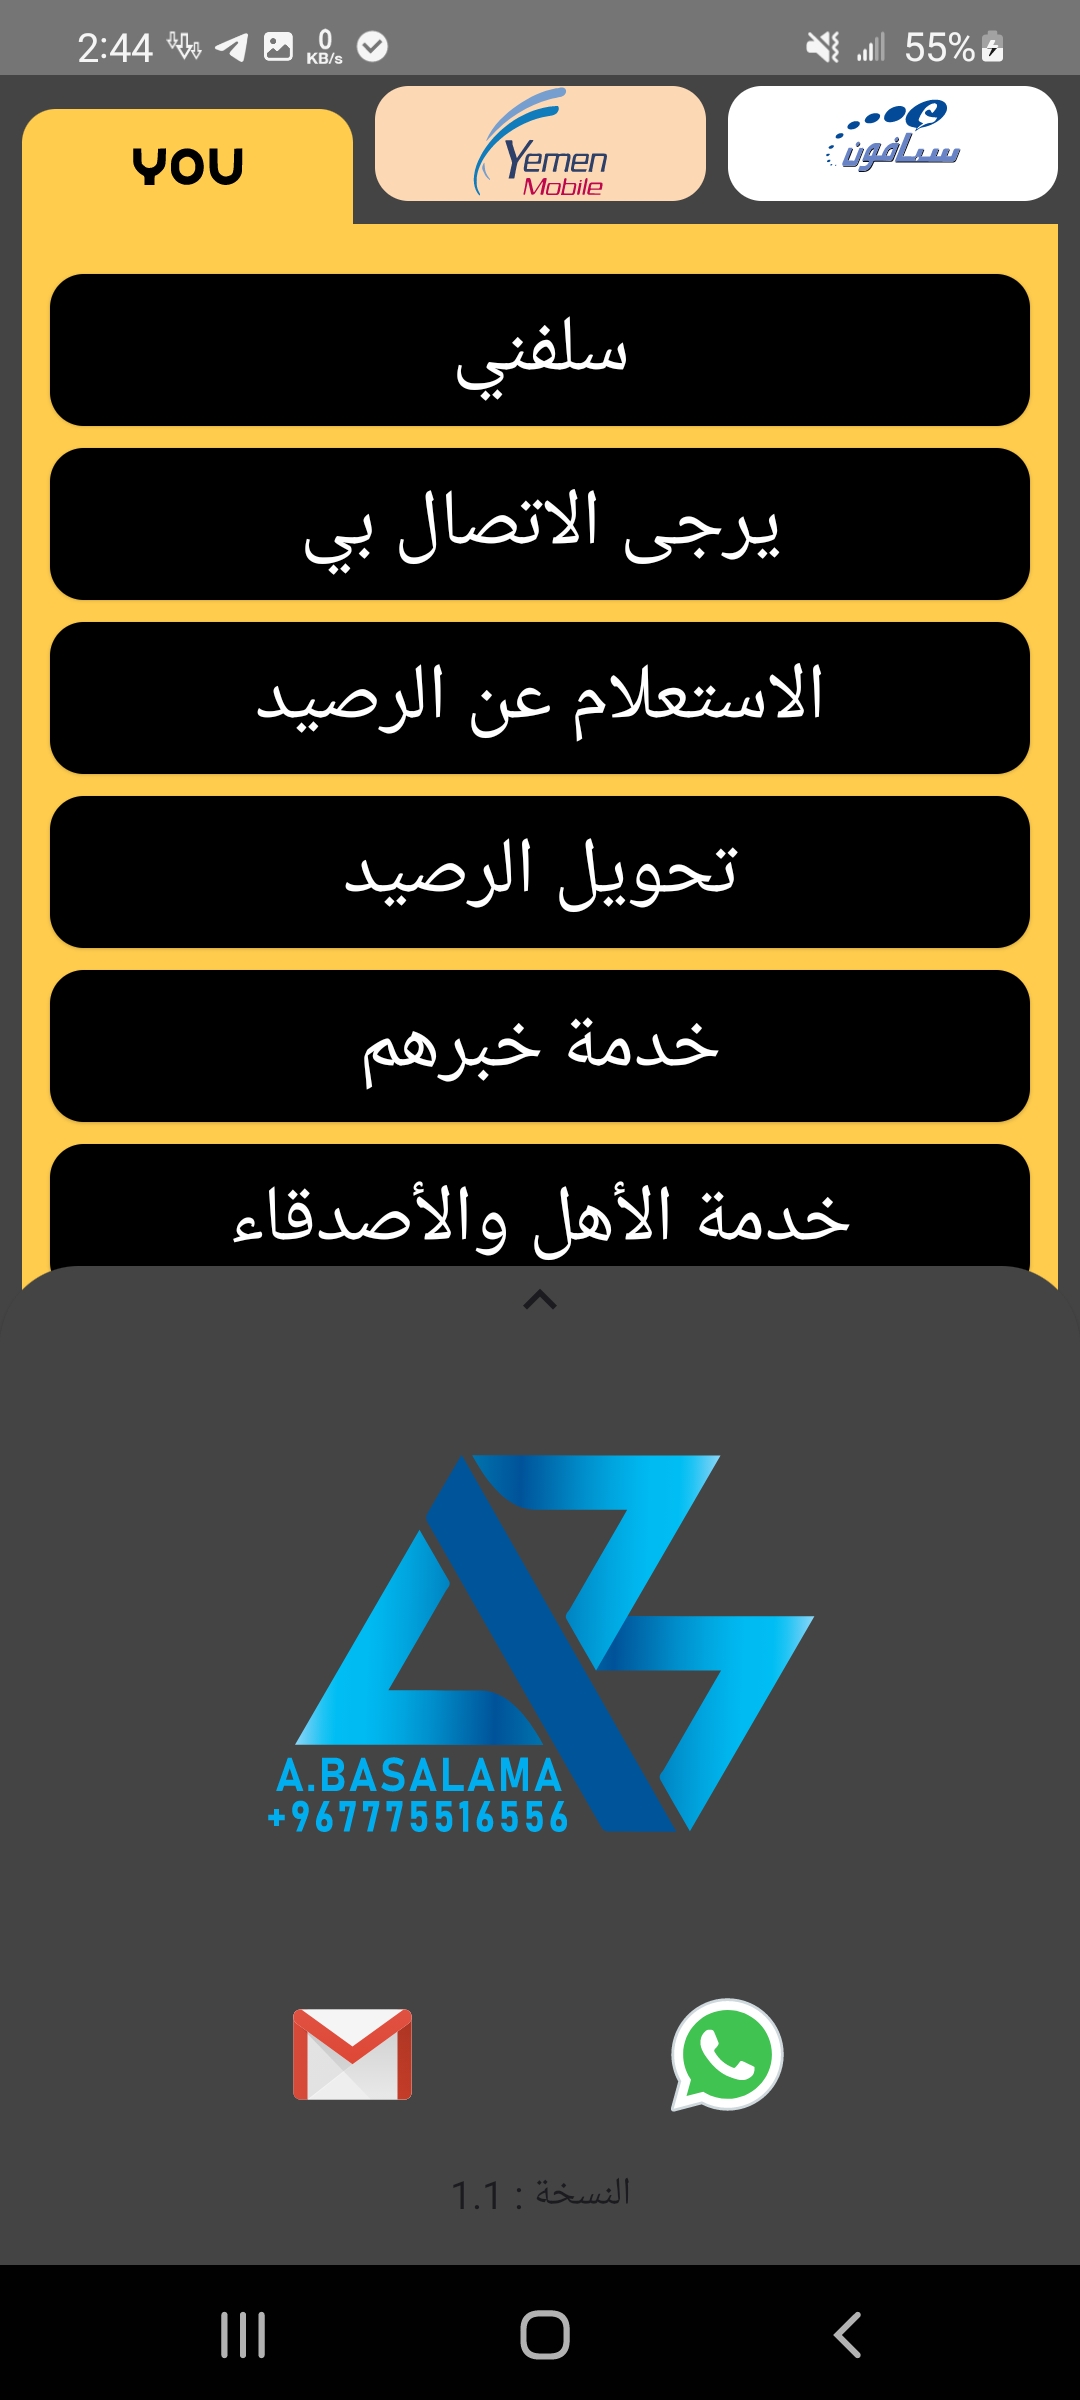 2:44
0
KB/s
55%
YOU
Yemen
Mobile
سبأفون
سلفني
يرجى الاتصال بي
الاستعلام عن الرصيد
تحويل الرصيد
خدمة خبرهم
خدمة الأهل والأصدقاء
A.BASALAMA
+967775516556
النسخة : 1.1